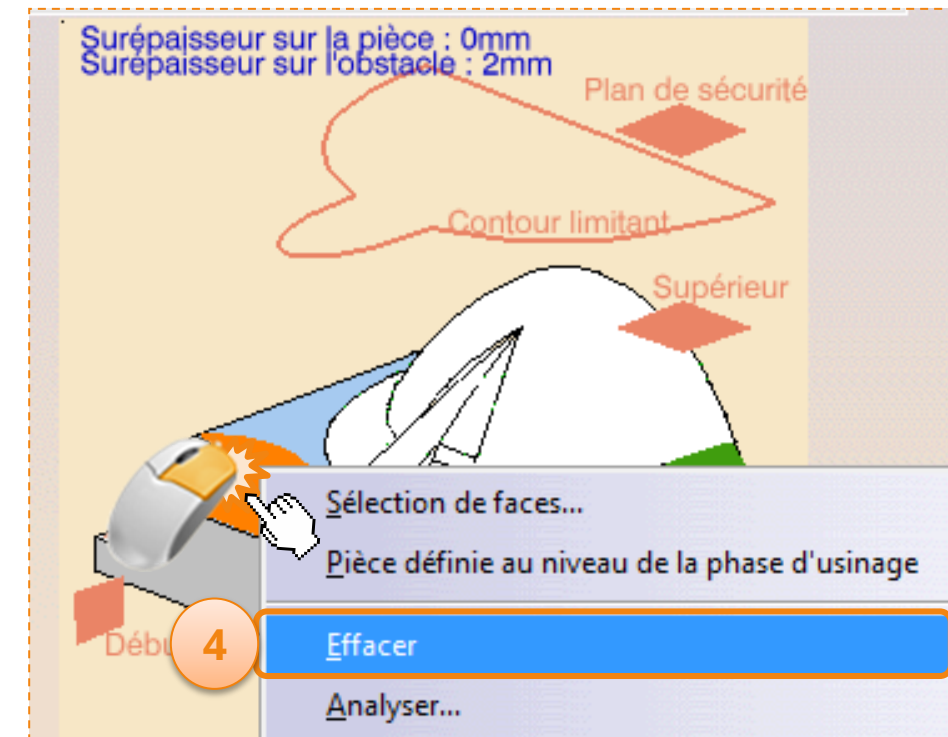 Surépaisseur sur la pièce : 0mm
Surépaisseur sur l'obstacle : 2mm
Plan de sécurité
Contour limitant
Supérieur
Sélection de faces...
Pièce définie au niveau de la phase d'usinage
4
Effacer
Analyser...